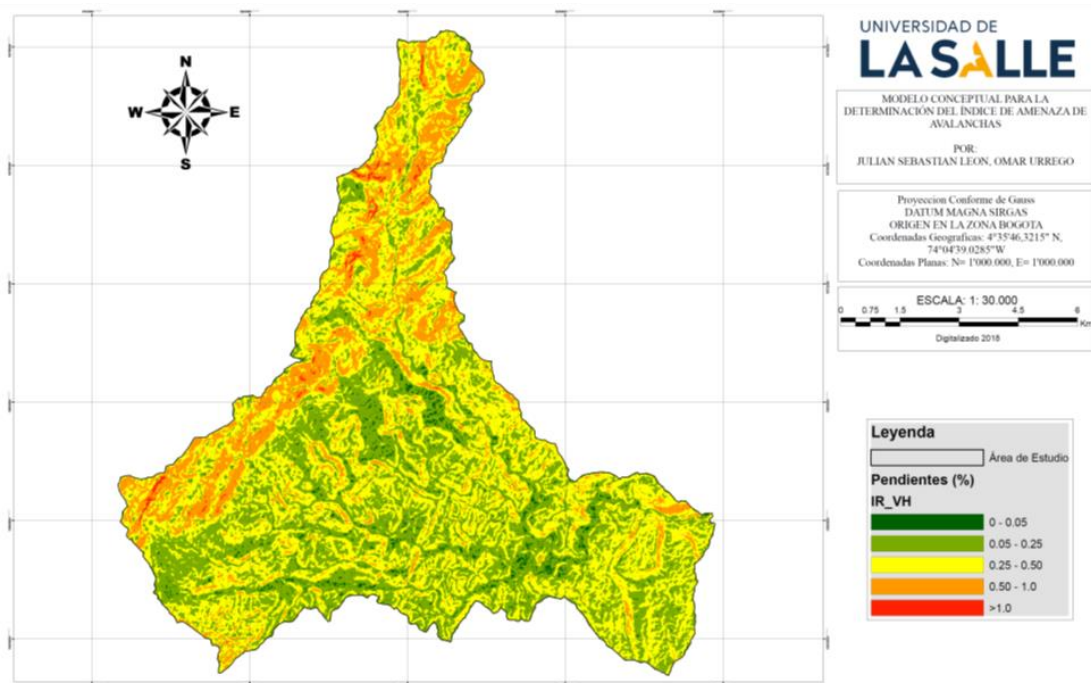 N
W
E
S
UNIVERSIDAD DE
LA SALLE
MODELO CONCEPTUAL PARA LA
DETERMINACIÓN DEL ÍNDICE DE AMENAZA DE
AVALANCHAS
POR:
JULIAN SEBASTIAN LEON, OMAR URREGO
Proyeccion Conforme de Gauss
DATUM MAGNA SIRGAS
ORIGEN EN LA ZONA BOGOTA
Coordenadas Geograficas: 4°35'46,3215" N,
74°04'39.0285"W
Coordenadas Planas: N= 1'000.000, E= 1'000.000
ESCALA: 1: 30.000
0 0.75 1.5 3 4.5 6
Km
Digitalizado 2018
Leyenda
Área de Estudio
Pendientes (%)
IR_VH
0 - 0.05
0.05 - 0.25
0.25 - 0.50
0.50 - 1.0
>1.0